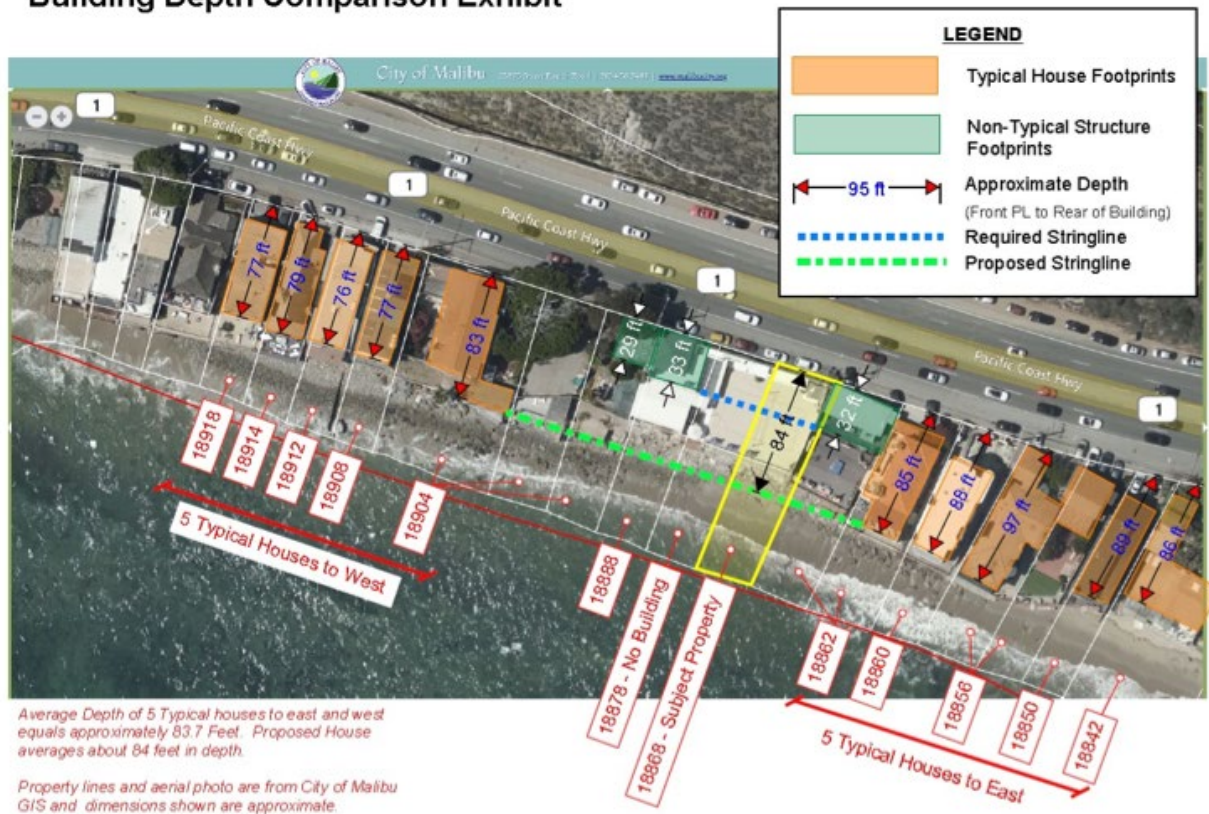 Building Depth Comparison Exhibit
LEGEND
Typical House Footprints
Non-Typical Structure
Footprints
95 ft
Approximate Depth
(Front PL to Rear of Building)
Required Stringline
Proposed Stringline
City of Malibu
1
Pacific Coast Hwy
1
Pacific Coast Hwy
1
Pacific Coast Hwy
1
77 ft
79 ft
76 ft
77 ft
83 ft
29 ft
33 ft
84 ft
32 ft
85 ft
88 ft
97 ft
89 ft
86 ft
18918
18914
18912
18908
18904
5 Typical Houses to West
18888
18878 - No Building
18868 - Subject Property
18862
18860
18856
18850
18842
5 Typical Houses to East
Average Depth of 5 Typical houses to east and west
equals approximately 83.7 Feet. Proposed House
averages about 84 feet in depth.
Property lines and aerial photo are from City of Malibu
GIS and dimensions shown are approximate.